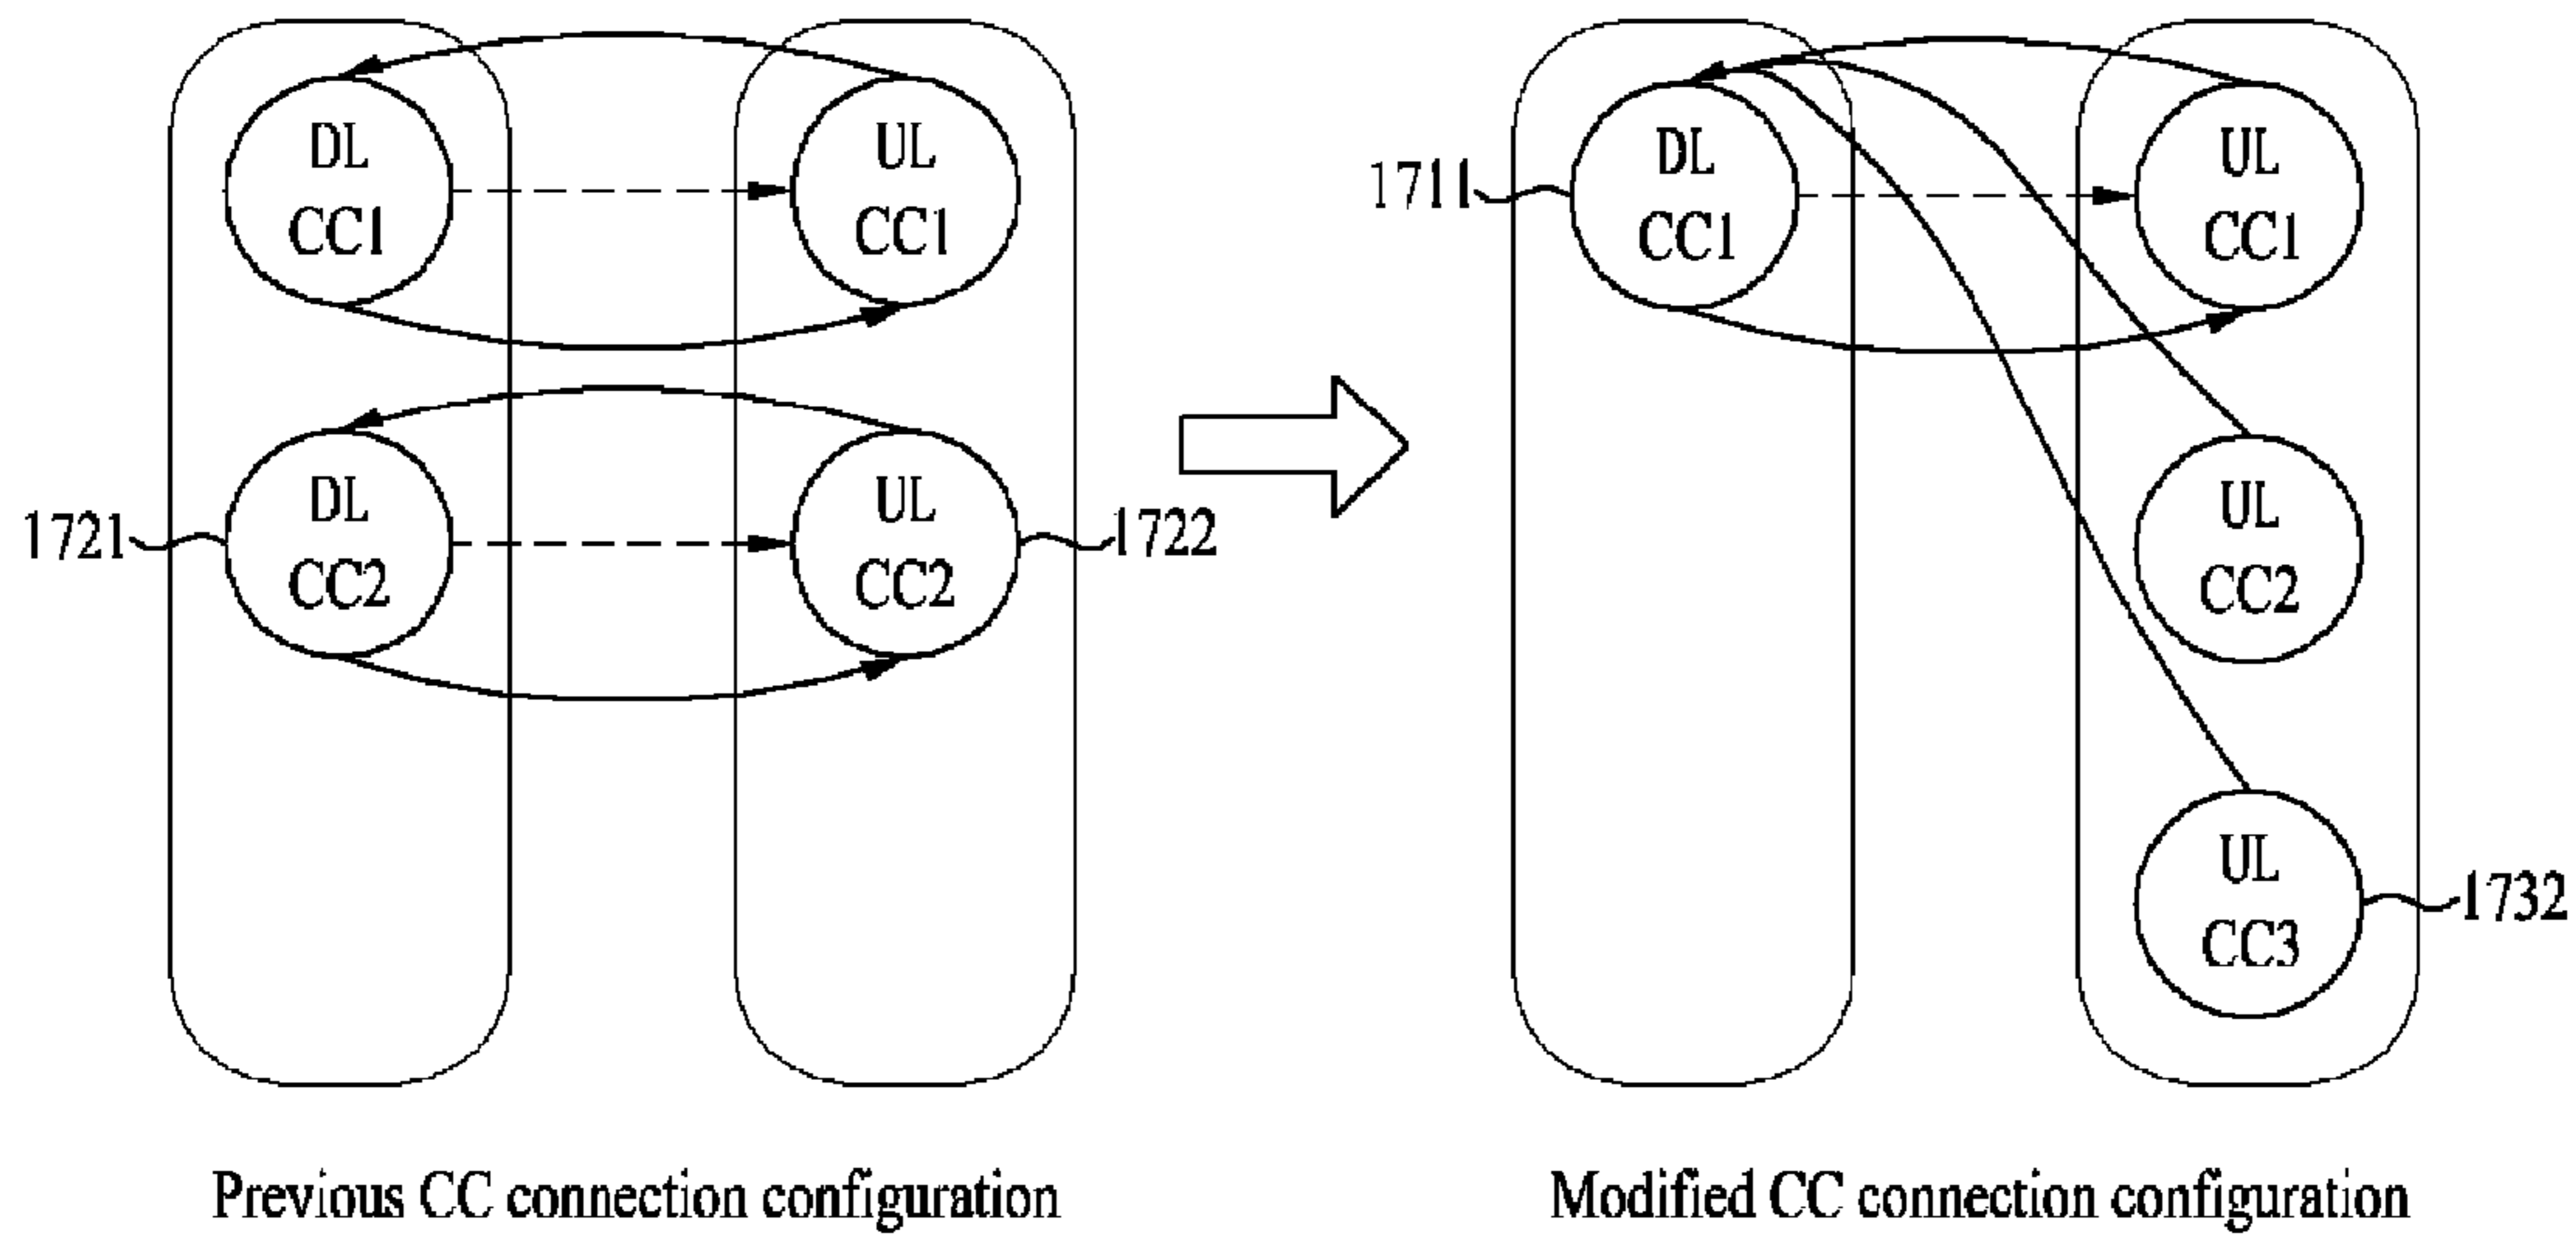 DL
CC1
UL
CC1
1721
DL
CC2
UL
CC2
1722
Previous CC connection configuration
1711
DL
CC1
UL
CC1
UL
CC2
UL
CC3
1732
Modified CC connection configuration